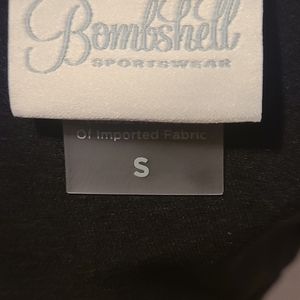 Bombshell
SPORTSWEAR
Of Imported Fabric
S